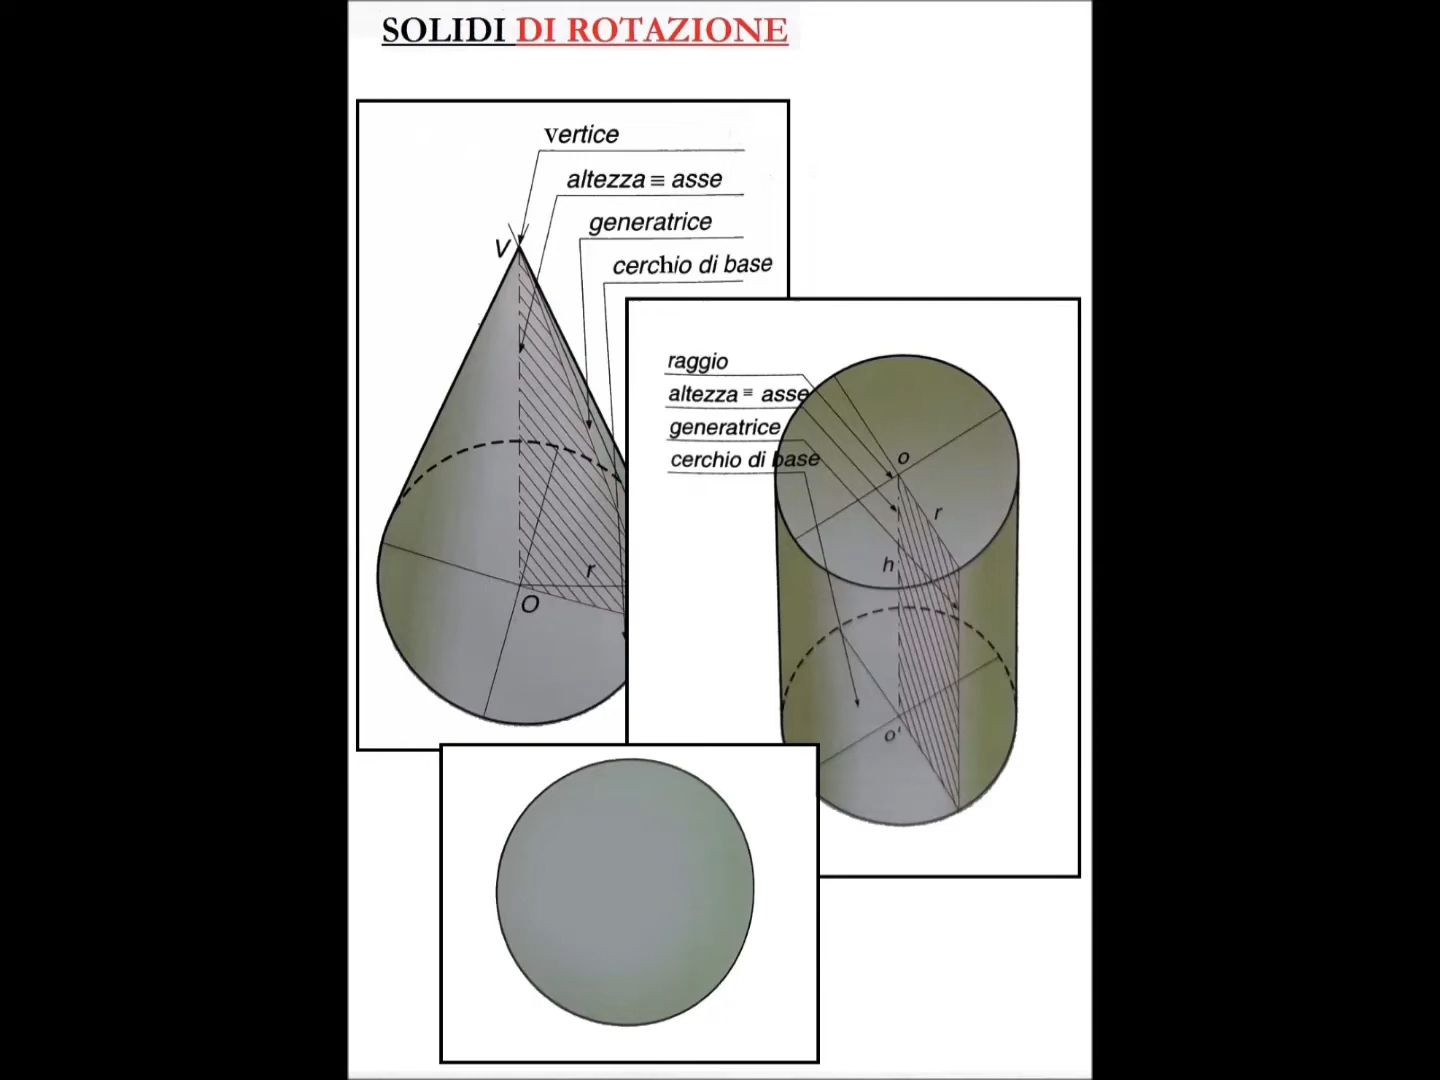 SOLIDI DI ROTAZIONE
vertice
altezza ≡ asse
generatrice
cerchio di base
V
r
O
raggio
altezza ≡ asse
generatrice
cerchio di base
o
r
h
o'